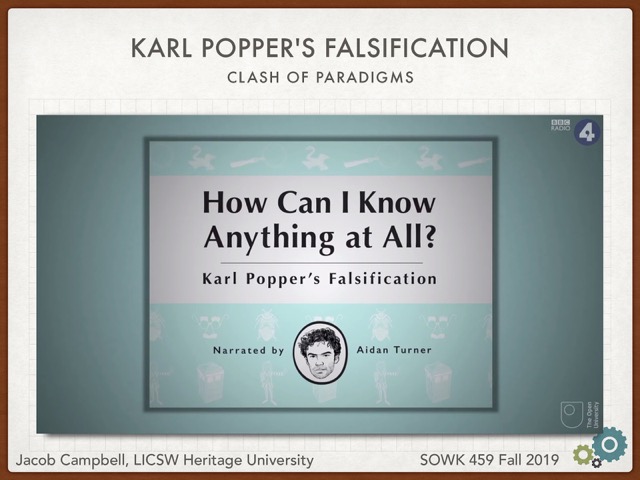 KARL POPPER'S FALSIFICATION
CLASH OF PARADIGMS
BBC
RADIO
4
How Can I Know
Anything at All?
Karl Popper's Falsification
Narrated by Aidan Turner
The Open
University
Jacob Campbell, LICSW Heritage University
SOWK 459 Fall 2019